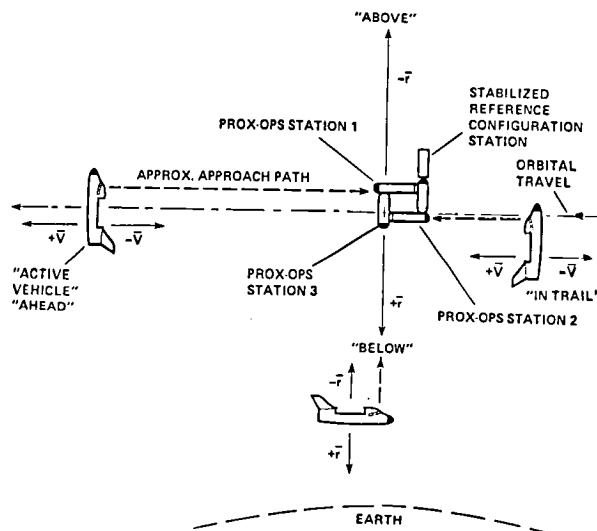 "ABOVE"
−r̄
STABILIZED
REFERENCE
CONFIGURATION
STATION
PROX-OPS STATION 1
APPROX. APPROACH PATH
ORBITAL
TRAVEL
+V̄
−V̄
"ACTIVE
VEHICLE"
"AHEAD"
PROX-OPS
STATION 3
+V̄
−V̄
"IN TRAIL"
+r̄
PROX-OPS STATION 2
"BELOW"
−r̄
+r̄
EARTH